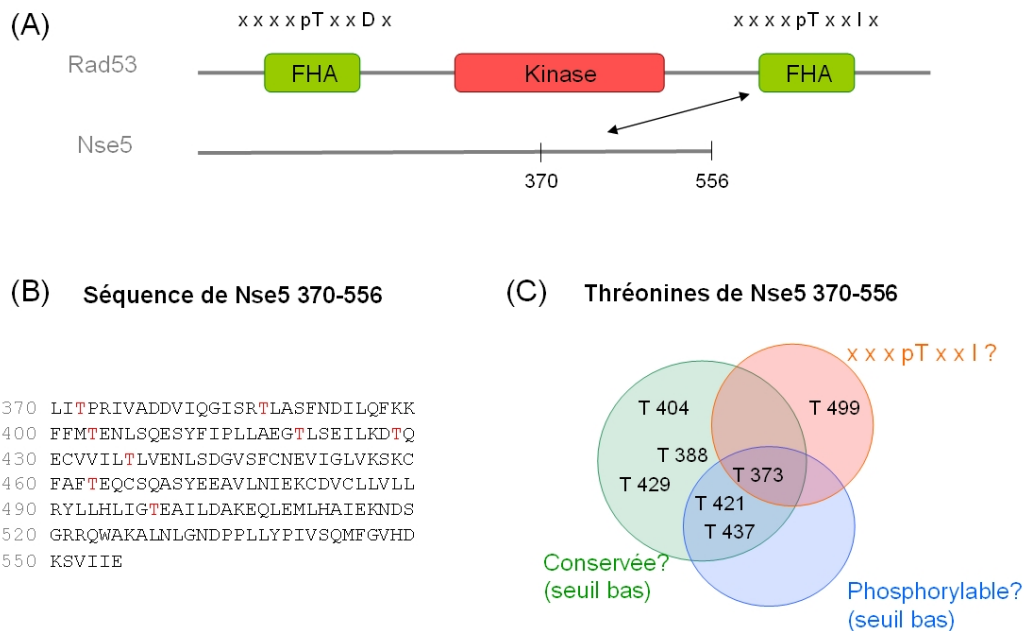 (A)
x x x x pT x x D x
x x x x pT x x I x
Rad53
FHA
Kinase
FHA
Nse5
370
556
(B) Séquence de Nse5 370-556
370 LITPRIVADDVIQGISRTLASFNDILQFKK
400 FFMTENLSQESYFIPLLAEGTLSEILKDTQ
430 ECVVILTLVENLSDGVSFCNEVIGLVKSKC
460 FAFTEQCSQASYEEAVLNIEKCDVCLLVLL
490 RYLLHLIGTEAILDAKEQLEMLHAIEKNDS
520 GRRQWAKALNLGNDPPLLYPIVSQMFGVHD
550 KSVIIE
(C) Thréonines de Nse5 370-556
x x x pT x x I ?
T 404
T 499
T 388
T 373
T 429
T 421
T 437
Conservée?
(seuil bas)
Phosphorylable?
(seuil bas)